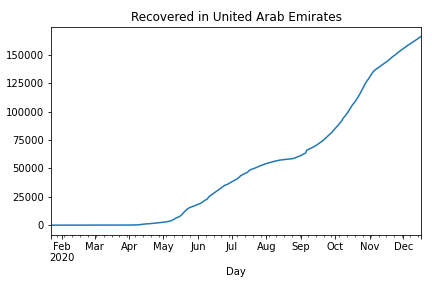 Recovered in United Arab Emirates
150000
125000
100000
75000
50000
25000
0
Feb Mar Apr May Jun Jul Aug Sep Oct Nov Dec
2020
Day